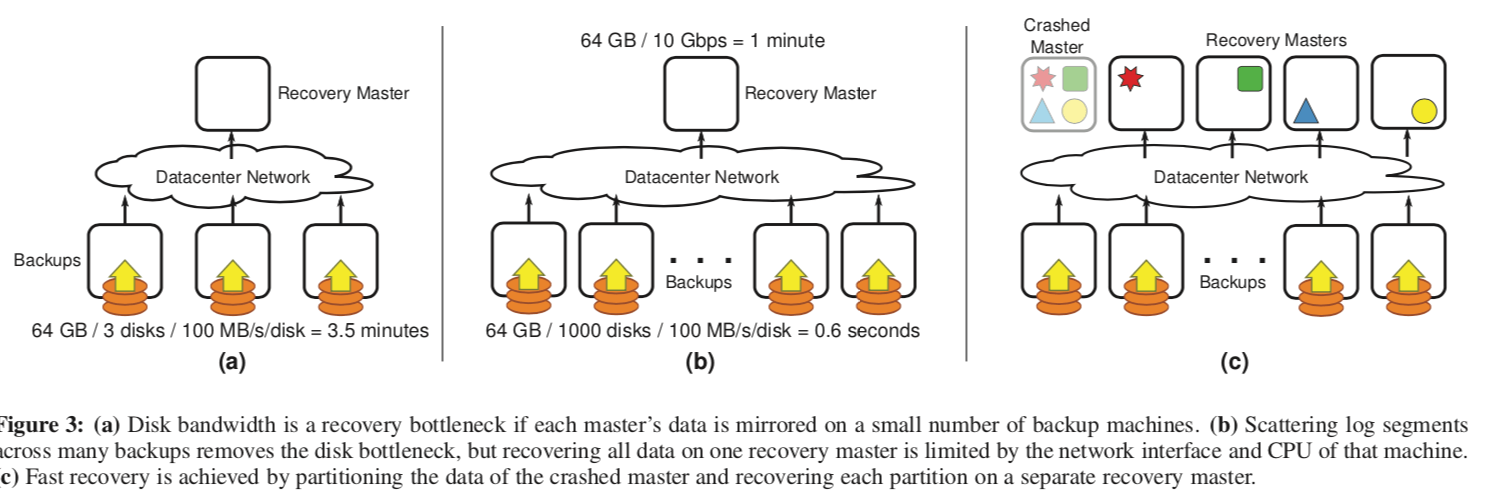 Recovery Master
Datacenter Network
Backups
64 GB / 3 disks / 100 MB/s/disk = 3.5 minutes
(a)
64 GB / 10 Gbps = 1 minute
Recovery Master
Datacenter Network
. . .
Backups
64 GB / 1000 disks / 100 MB/s/disk = 0.6 seconds
(b)
Crashed
Master
Recovery Masters
Datacenter Network
. . .
Backups
(c)
Figure 3: (a) Disk bandwidth is a recovery bottleneck if each master’s data is mirrored on a small number of backup machines. (b) Scattering log segments
across many backups removes the disk bottleneck, but recovering all data on one recovery master is limited by the network interface and CPU of that machine.
(c) Fast recovery is achieved by partitioning the data of the crashed master and recovering each partition on a separate recovery master.